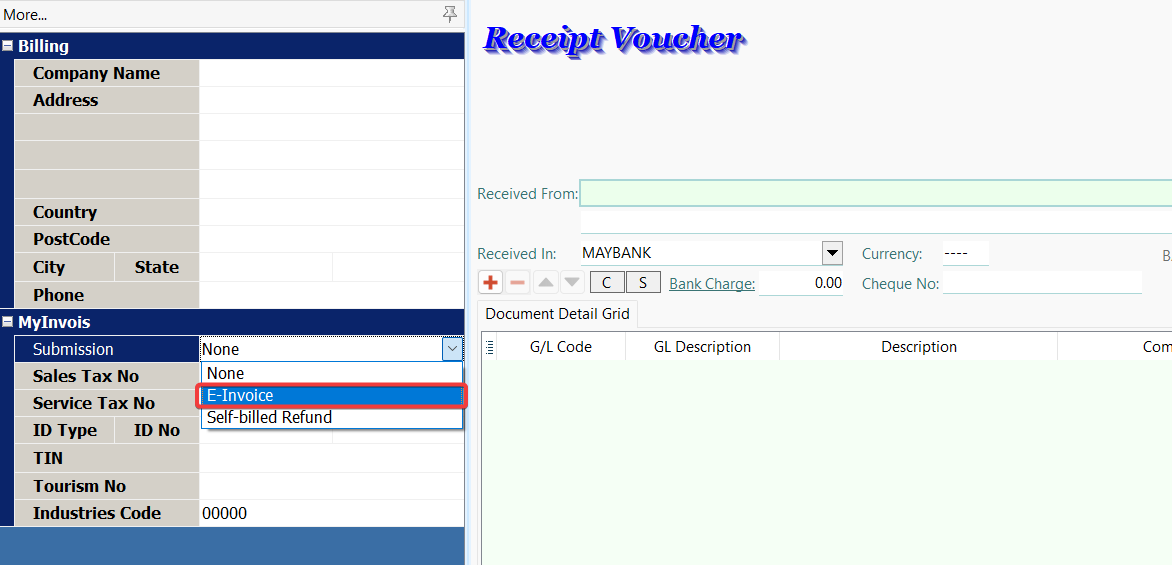 More...
Billing
Company Name
Address
Country
PostCode
City State
Phone
MyInvois
Submission None
None
E-Invoice
Self-billed Refund
Sales Tax No
Service Tax No
ID Type ID No
TIN
Tourism No
Industries Code 00000
Receipt Voucher
Received From:
Received In: MAYBANK Currency: ---- B
C S Bank Charge: 0.00 Cheque No:
Document Detail Grid
G/L Code GL Description Description Com